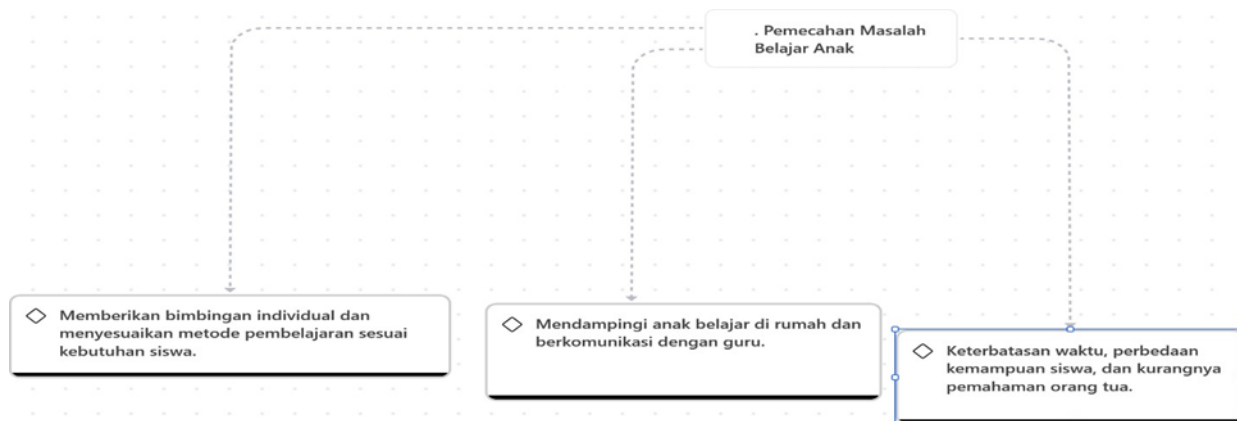 . Pemecahan Masalah
Belajar Anak
Memberikan bimbingan individual dan
menyesuaikan metode pembelajaran sesuai
kebutuhan siswa.
Mendampingi anak belajar di rumah dan
berkomunikasi dengan guru.
Keterbatasan waktu, perbedaan
kemampuan siswa, dan kurangnya
pemahaman orang tua.